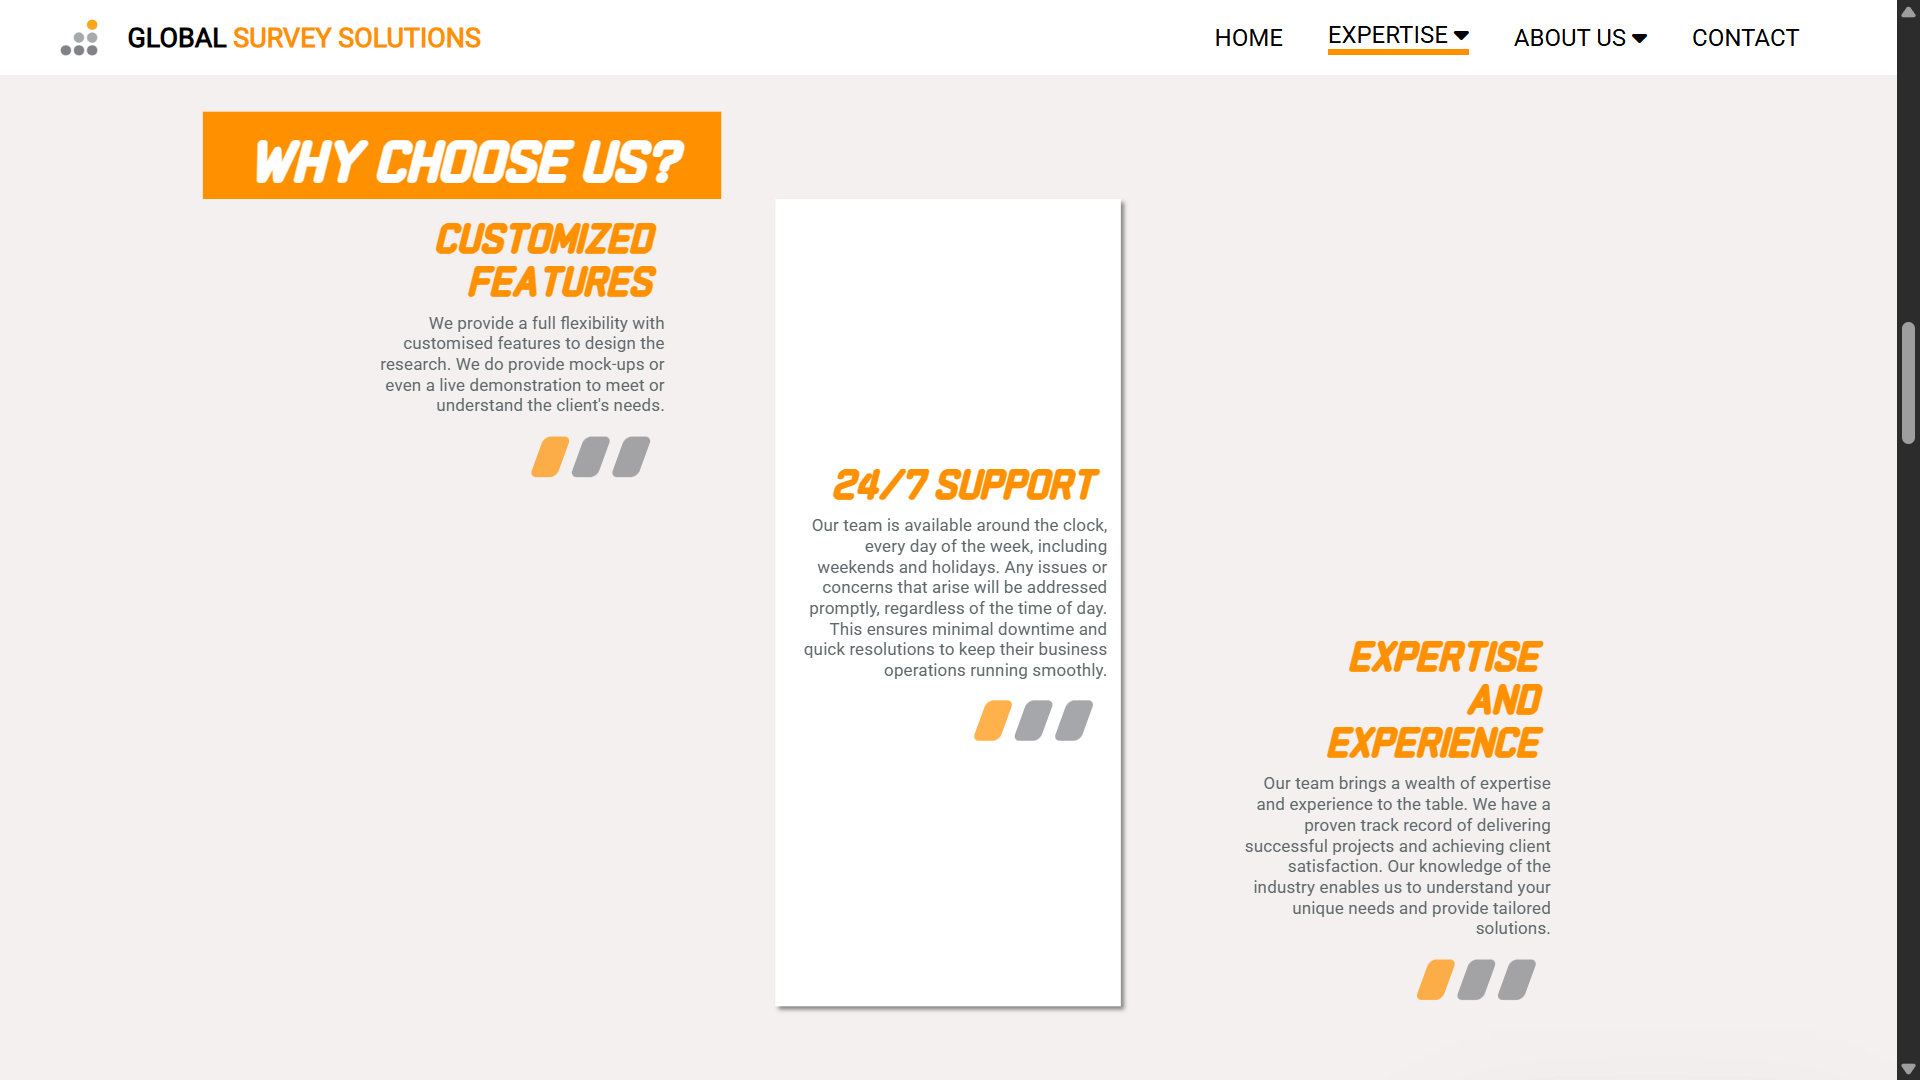 GLOBAL SURVEY SOLUTIONS
HOME
EXPERTISE
ABOUT US
CONTACT
WHY CHOOSE US?
CUSTOMIZED
FEATURES
We provide a full flexibility with
customised features to design the
research. We do provide mock-ups or
even a live demonstration to meet or
understand the client's needs.
24/7 SUPPORT
Our team is available around the clock,
every day of the week, including
weekends and holidays. Any issues or
concerns that arise will be addressed
promptly, regardless of the time of day.
This ensures minimal downtime and
quick resolutions to keep their business
operations running smoothly.
EXPERTISE
AND
EXPERIENCE
Our team brings a wealth of expertise
and experience to the table. We have a
proven track record of delivering
successful projects and achieving client
satisfaction. Our knowledge of the
industry enables us to understand your
unique needs and provide tailored
solutions.